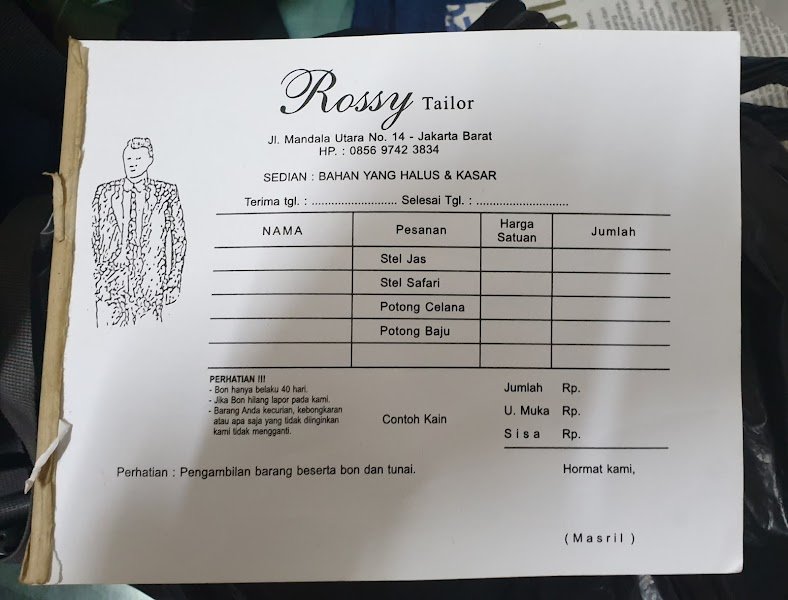 Rossy Tailor
Jl. Mandala Utara No. 14 - Jakarta Barat
HP. : 0856 9742 3834
SEDIAN : BAHAN YANG HALUS & KASAR
Terima tgl. : .......................... Selesai Tgl. : ............................
NAMA Pesanan Harga Satuan Jumlah
Stel Jas
Stel Safari
Potong Celana
Potong Baju
PERHATIAN !!!
- Bon hanya belaku 40 hari.
- Jika Bon hilang lapor pada kami.
- Barang Anda kecurian, kebongkaran
atau apa saja yang tidak diinginkan
kami tidak mengganti.
Contoh Kain
Jumlah Rp.
U. Muka Rp.
Sisa Rp.
Perhatian : Pengambilan barang beserta bon dan tunai.
Hormat kami,
( Masril )